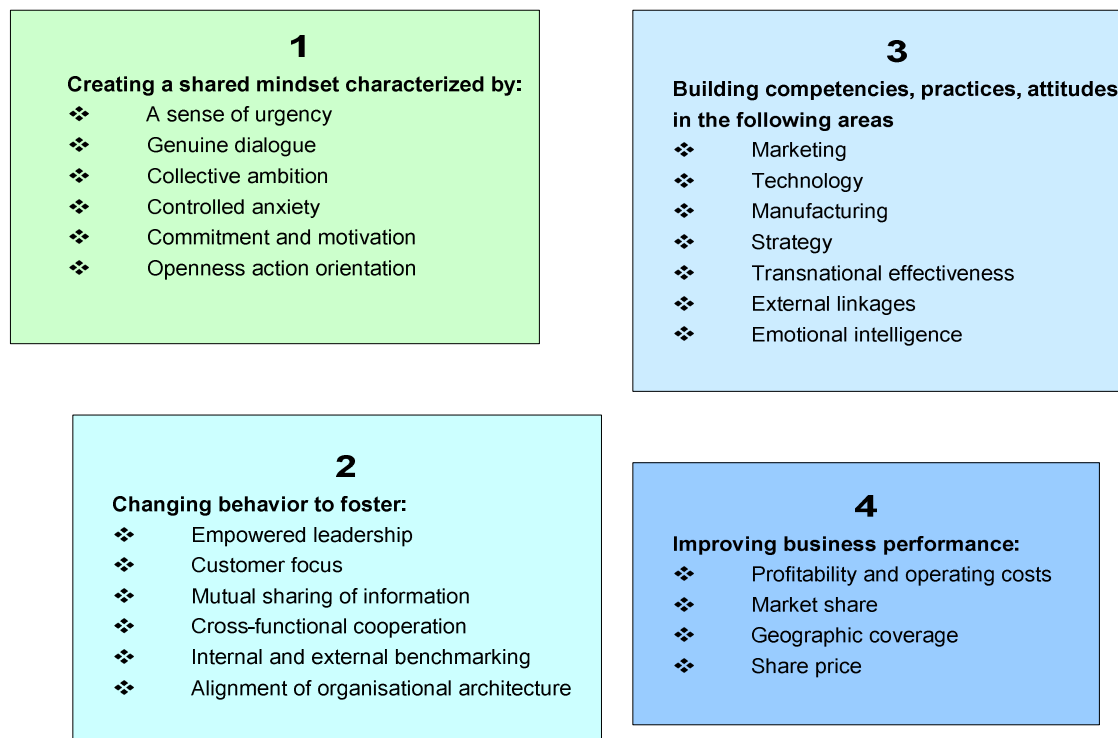 1
Creating a shared mindset characterized by:
❖ A sense of urgency
❖ Genuine dialogue
❖ Collective ambition
❖ Controlled anxiety
❖ Commitment and motivation
❖ Openness action orientation
2
Changing behavior to foster:
❖ Empowered leadership
❖ Customer focus
❖ Mutual sharing of information
❖ Cross-functional cooperation
❖ Internal and external benchmarking
❖ Alignment of organisational architecture
3
Building competencies, practices, attitudes
in the following areas
❖ Marketing
❖ Technology
❖ Manufacturing
❖ Strategy
❖ Transnational effectiveness
❖ External linkages
❖ Emotional intelligence
4
Improving business performance:
❖ Profitability and operating costs
❖ Market share
❖ Geographic coverage
❖ Share price